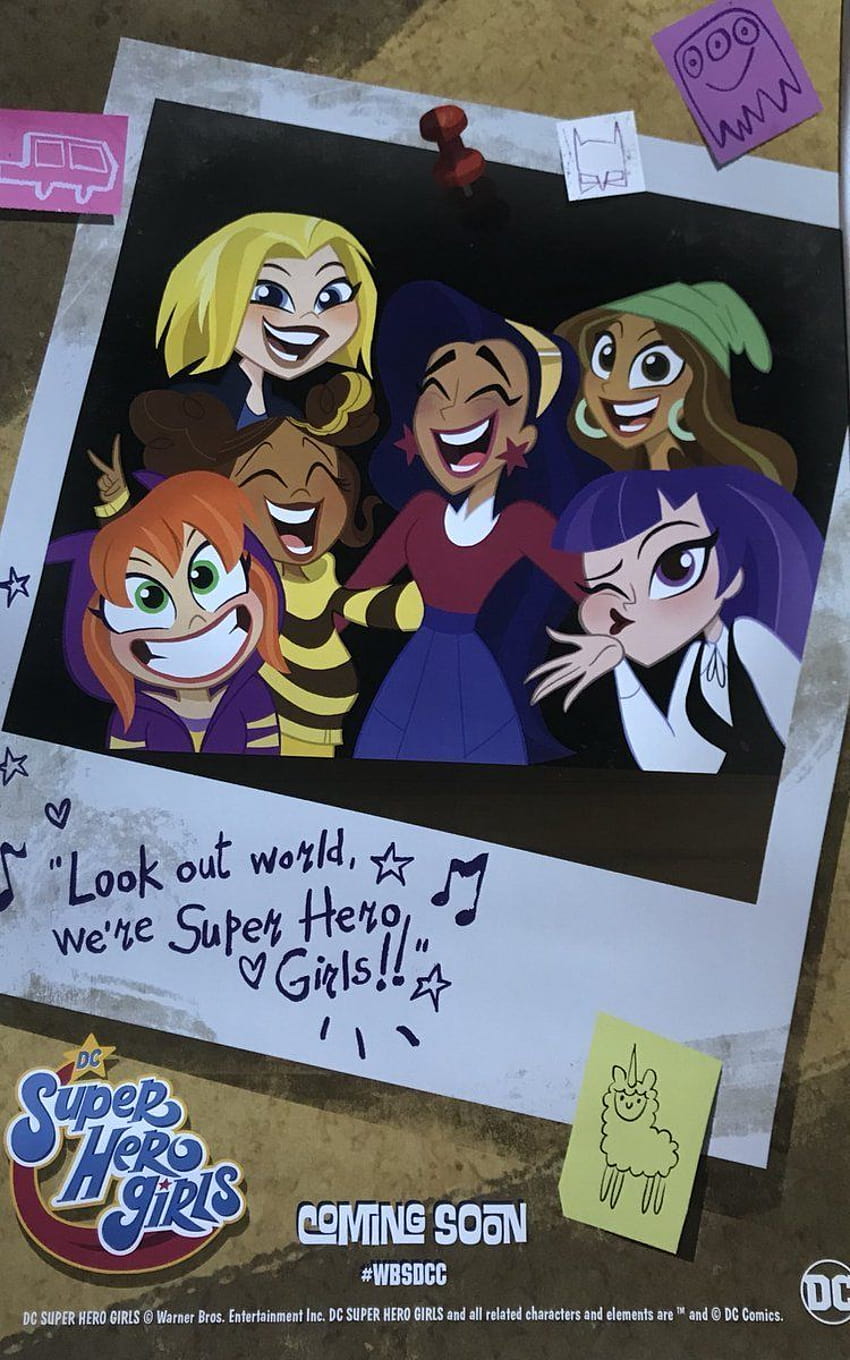 "Look out world,
we're Super Hero
Girls!!"
DC
Super
Hero
girls
COMING SOON
#WBSDCC
DC
DC SUPER HERO GIRLS © Warner Bros. Entertainment Inc. DC SUPER HERO GIRLS and all related characters and elements are ™ and © DC Comics.